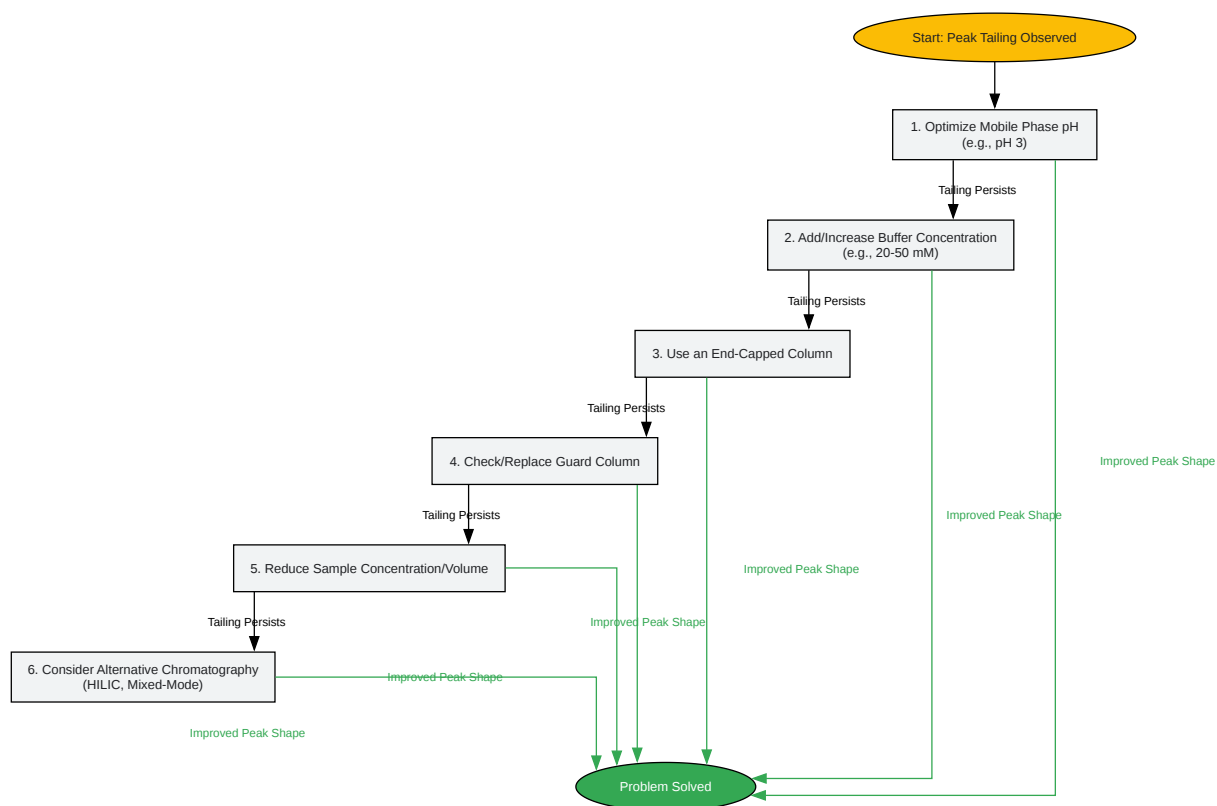 Start: Peak Tailing Observed
1. Optimize Mobile Phase pH
(e.g., pH 3)
Tailing Persists
2. Add/Increase Buffer Concentration
(e.g., 20-50 mM)
Tailing Persists
3. Use an End-Capped Column
Tailing Persists
4. Check/Replace Guard Column
Improved Peak Shape
Tailing Persists
Improved Peak Shape
5. Reduce Sample Concentration/Volume
Improved Peak Shape
Tailing Persists
Improved Peak Shape
6. Consider Alternative Chromatography
(HILIC, Mixed-Mode)
Improved Peak Shape
Improved Peak Shape
Problem Solved